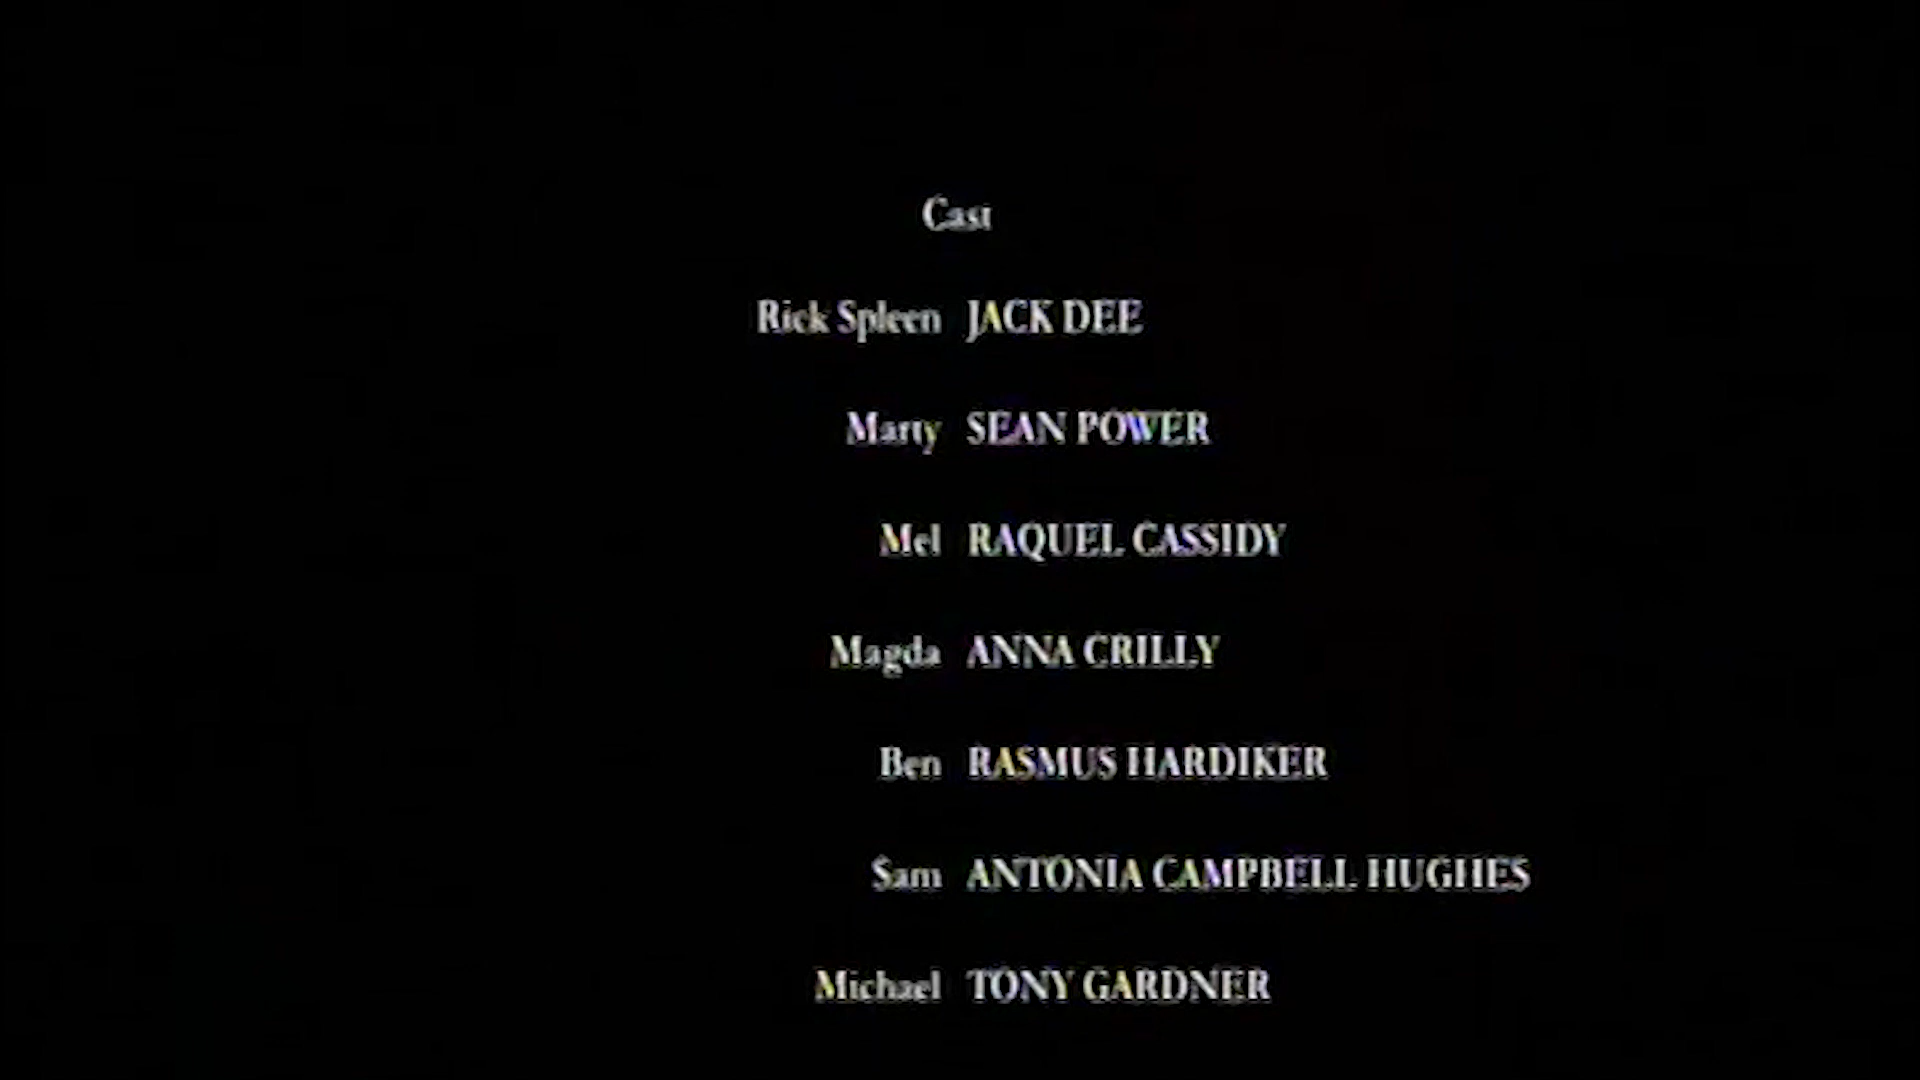 Cast
Rick Spleen JACK DEE
Marty SEAN POWER
Mel RAQUEL CASSIDY
Magda ANNA CRILLY
Ben RASMUS HARDIKER
Sam ANTONIA CAMPBELL HUGHES
Michael TONY GARDNER